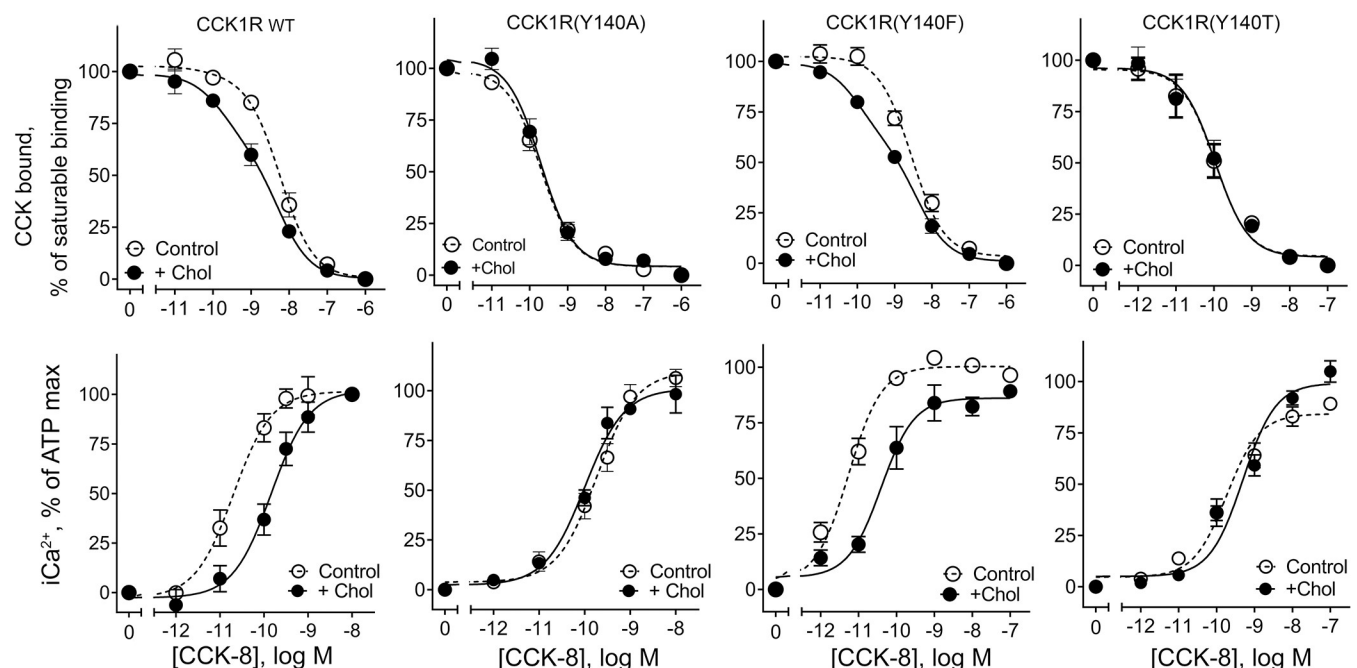 CCK1R WT
CCK1R(Y140A)
CCK1R(Y140F)
CCK1R(Y140T)
CCK bound,
% of saturable binding
100
75
50
25
0
Control
+ Chol
0 -11 -10 -9 -8 -7 -6
100
75
50
25
0
Control
+Chol
0 -11 -10 -9 -8 -7 -6
100
75
50
25
0
Control
+Chol
0 -11 -10 -9 -8 -7 -6
100
75
50
25
0
Control
+Chol
0 -12 -11 -10 -9 -8 -7
iCa²⁺, % of ATP max
100
75
50
25
0
Control
+ Chol
0 -12 -11 -10 -9 -8
[CCK-8], log M
100
75
50
25
0
Control
+ Chol
0 -12 -11 -10 -9 -8
[CCK-8], log M
100
75
50
25
0
Control
+Chol
0 -12 -11 -10 -9 -8 -7
[CCK-8], log M
100
75
50
25
0
Control
+Chol
0 -12 -11 -10 -9 -8 -7
[CCK-8], log M